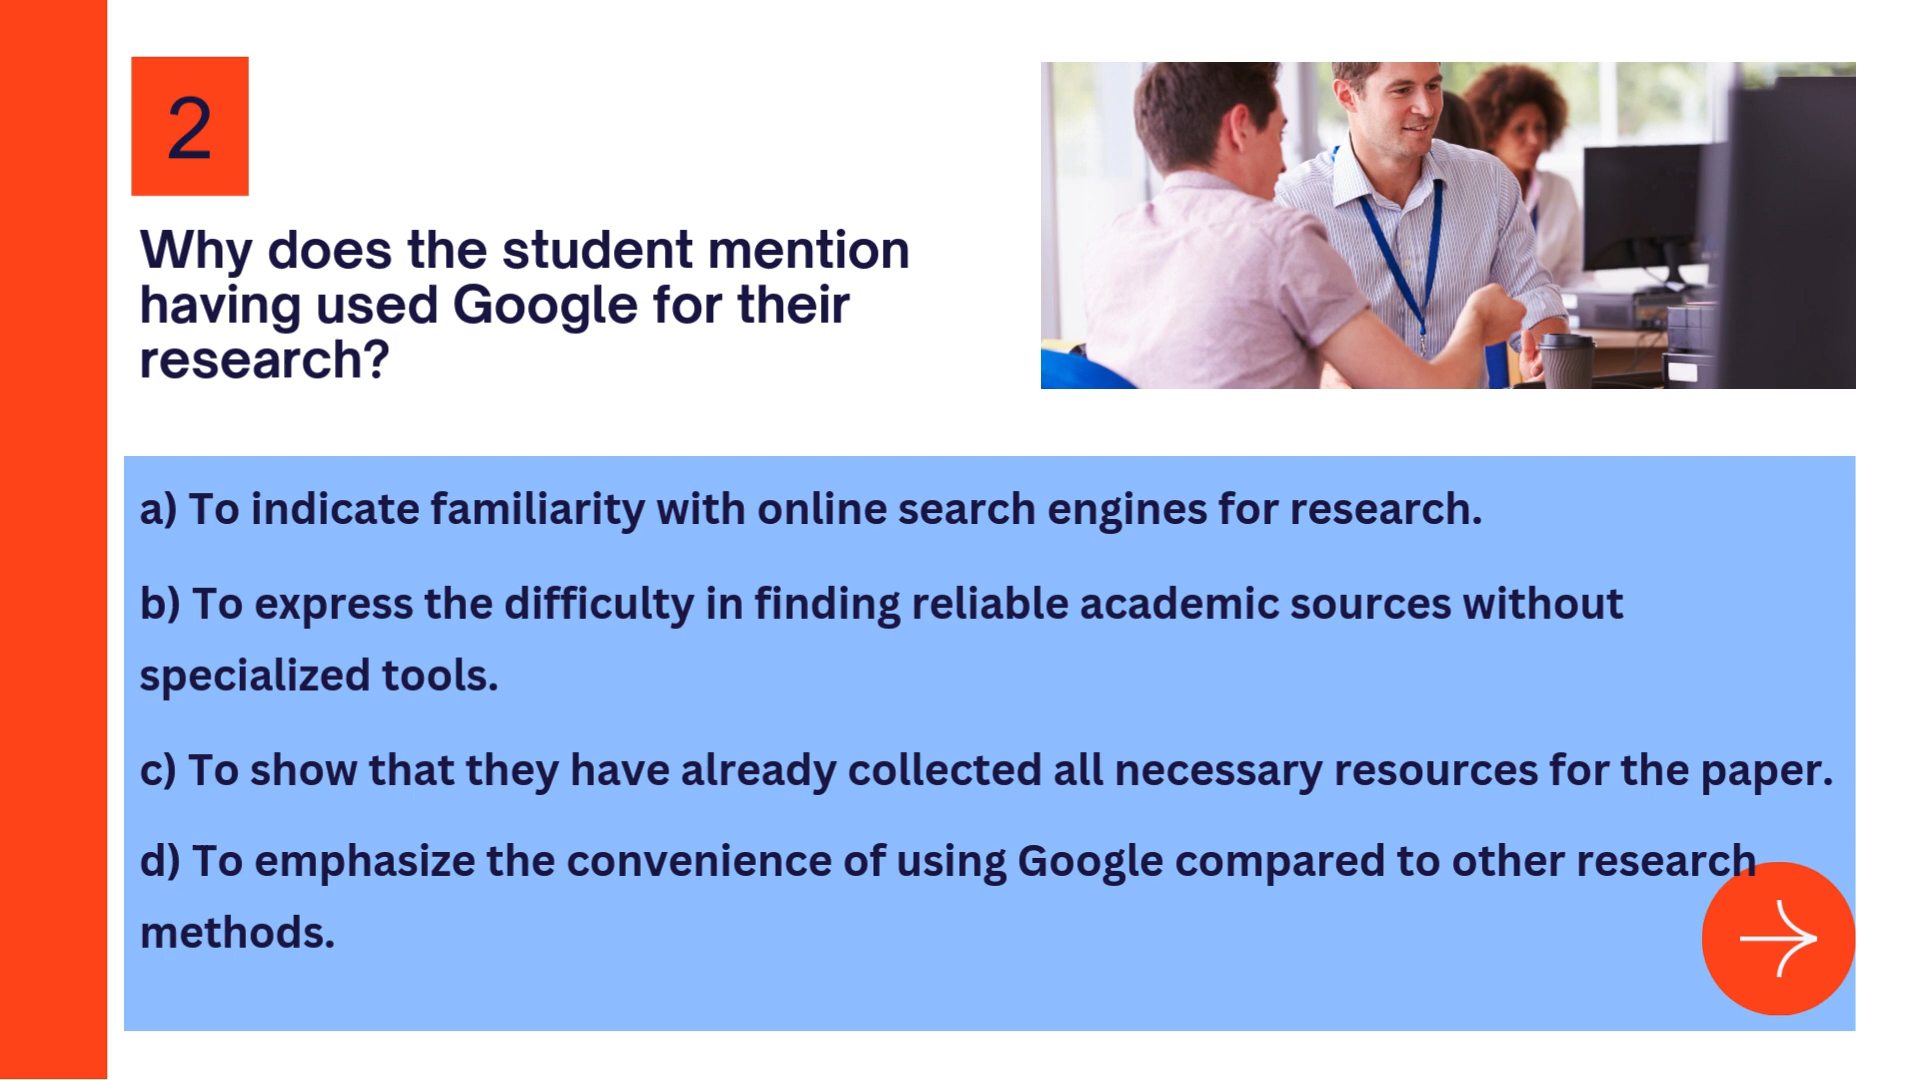 2
Why does the student mention
having used Google for their
research?
a) To indicate familiarity with online search engines for research.
b) To express the difficulty in finding reliable academic sources without
specialized tools.
c) To show that they have already collected all necessary resources for the paper.
d) To emphasize the convenience of using Google compared to other research
methods.